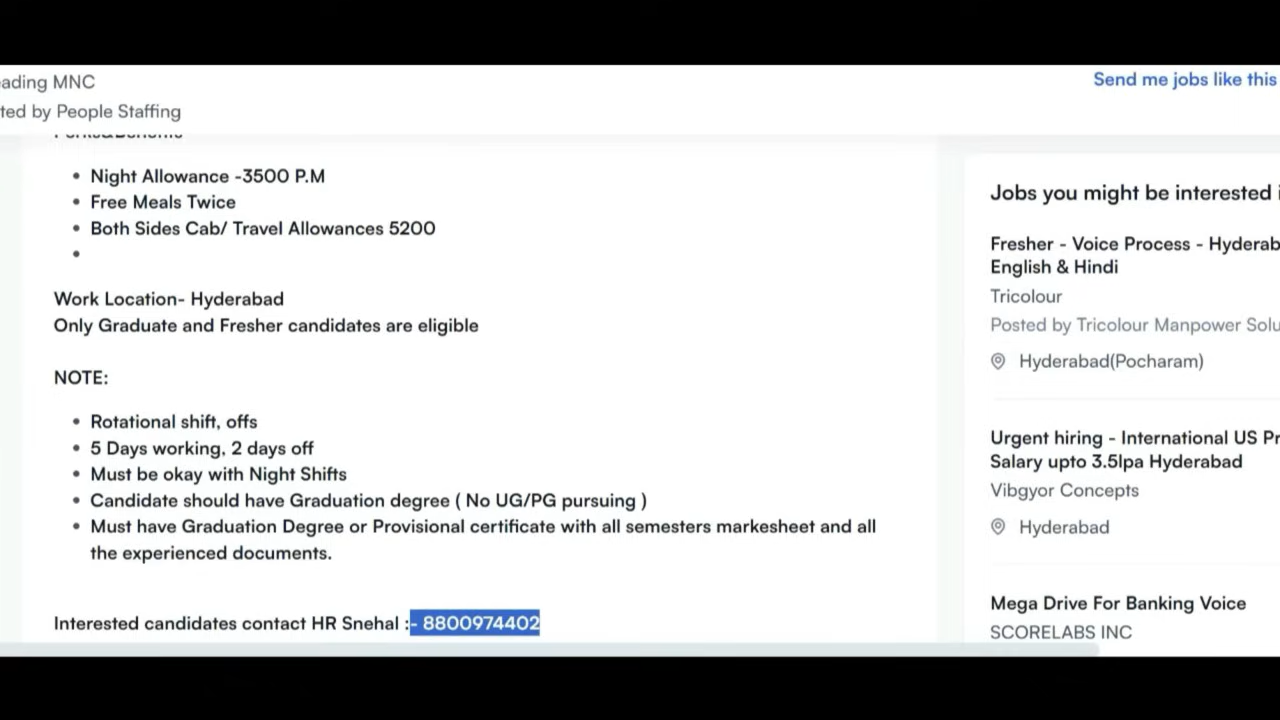 ading MNC
ted by People Staffing
Send me jobs like this
Night Allowance -3500 P.M
Free Meals Twice
Both Sides Cab/ Travel Allowances 5200
Work Location- Hyderabad
Only Graduate and Fresher candidates are eligible
NOTE:
Rotational shift, offs
5 Days working, 2 days off
Must be okay with Night Shifts
Candidate should have Graduation degree ( No UG/PG pursuing )
Must have Graduation Degree or Provisional certificate with all semesters markesheet and all
the experienced documents.
Interested candidates contact HR Snehal :- 8800974402
Jobs you might be interested i
Fresher - Voice Process - Hyderab
English & Hindi
Tricolour
Posted by Tricolour Manpower Solu
Hyderabad(Pocharam)
Urgent hiring - International US Pr
Salary upto 3.5lpa Hyderabad
Vibgyor Concepts
Hyderabad
Mega Drive For Banking Voice
SCORELABS INC